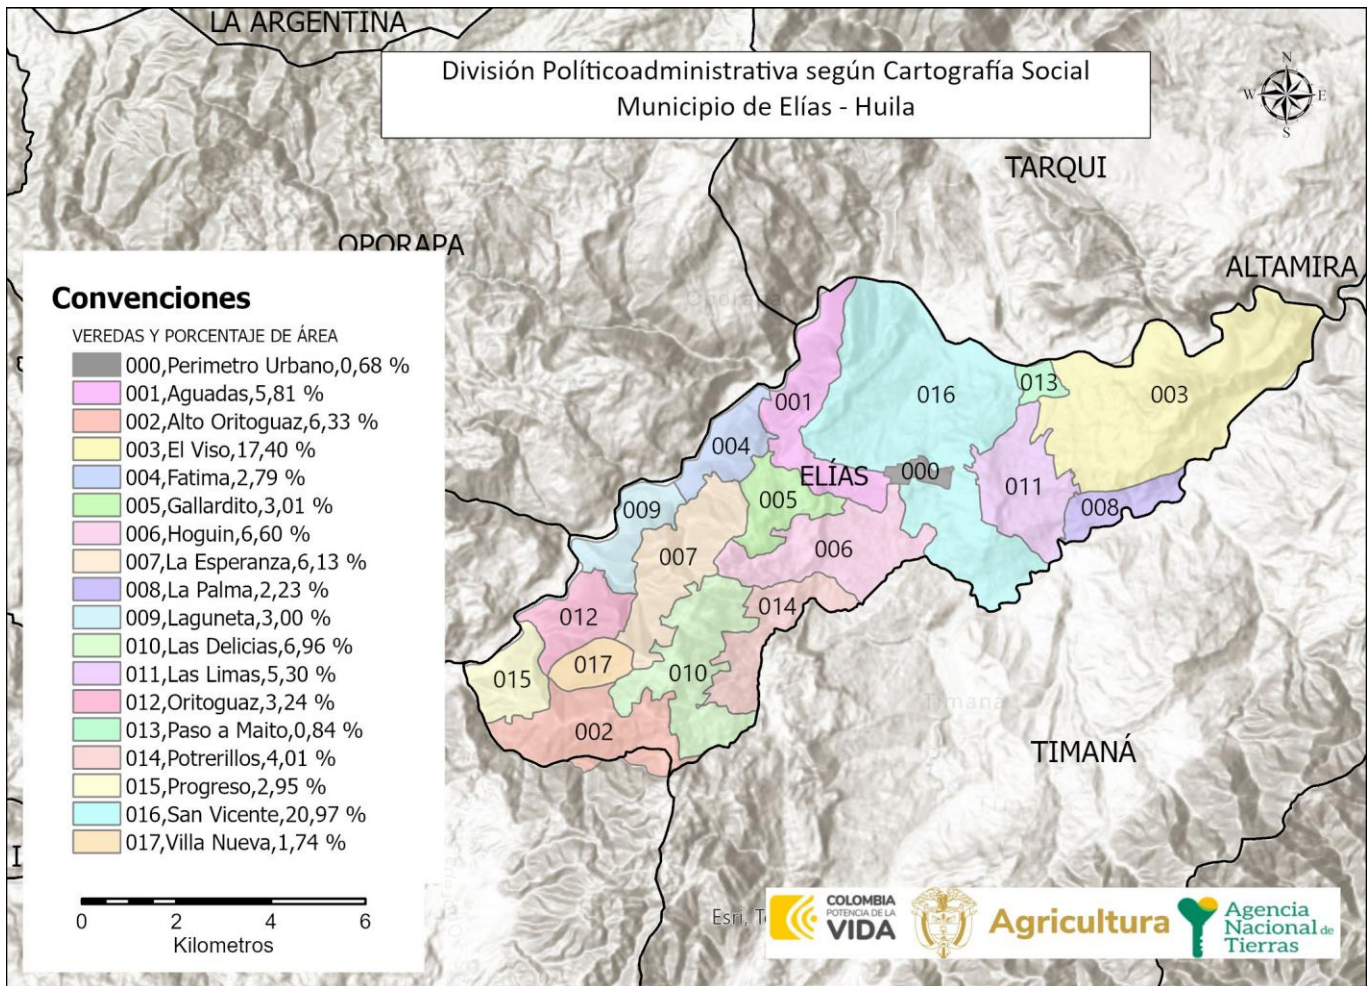 LA ARGENTINA
División Políticoadministrativa según Cartografía Social
Municipio de Elías - Huila
N
W E
S
TARQUI
OPORAPA
ALTAMIRA
Convenciones
VEREDAS Y PORCENTAJE DE ÁREA
000,Perimetro Urbano,0,68 %
001,Aguadas,5,81 %
002,Alto Oritoguaz,6,33 %
003,El Viso,17,40 %
004,Fatima,2,79 %
005,Gallardito,3,01 %
006,Hoguin,6,60 %
007,La Esperanza,6,13 %
008,La Palma,2,23 %
009,Laguneta,3,00 %
010,Las Delicias,6,96 %
011,Las Limas,5,30 %
012,Oritoguaz,3,24 %
013,Paso a Maito,0,84 %
014,Potrerillos,4,01 %
015,Progreso,2,95 %
016,San Vicente,20,97 %
017,Villa Nueva,1,74 %
0 2 4 6
Kilometros
013
003
016
001
004
ELÍAS
000
005
011
008
009
007
006
012
014
017
015
010
002
Timana
TIMANÁ
Esri,
COLOMBIA
POTENCIA DE LA
VIDA
Agricultura
Agencia
Nacional de
Tierras